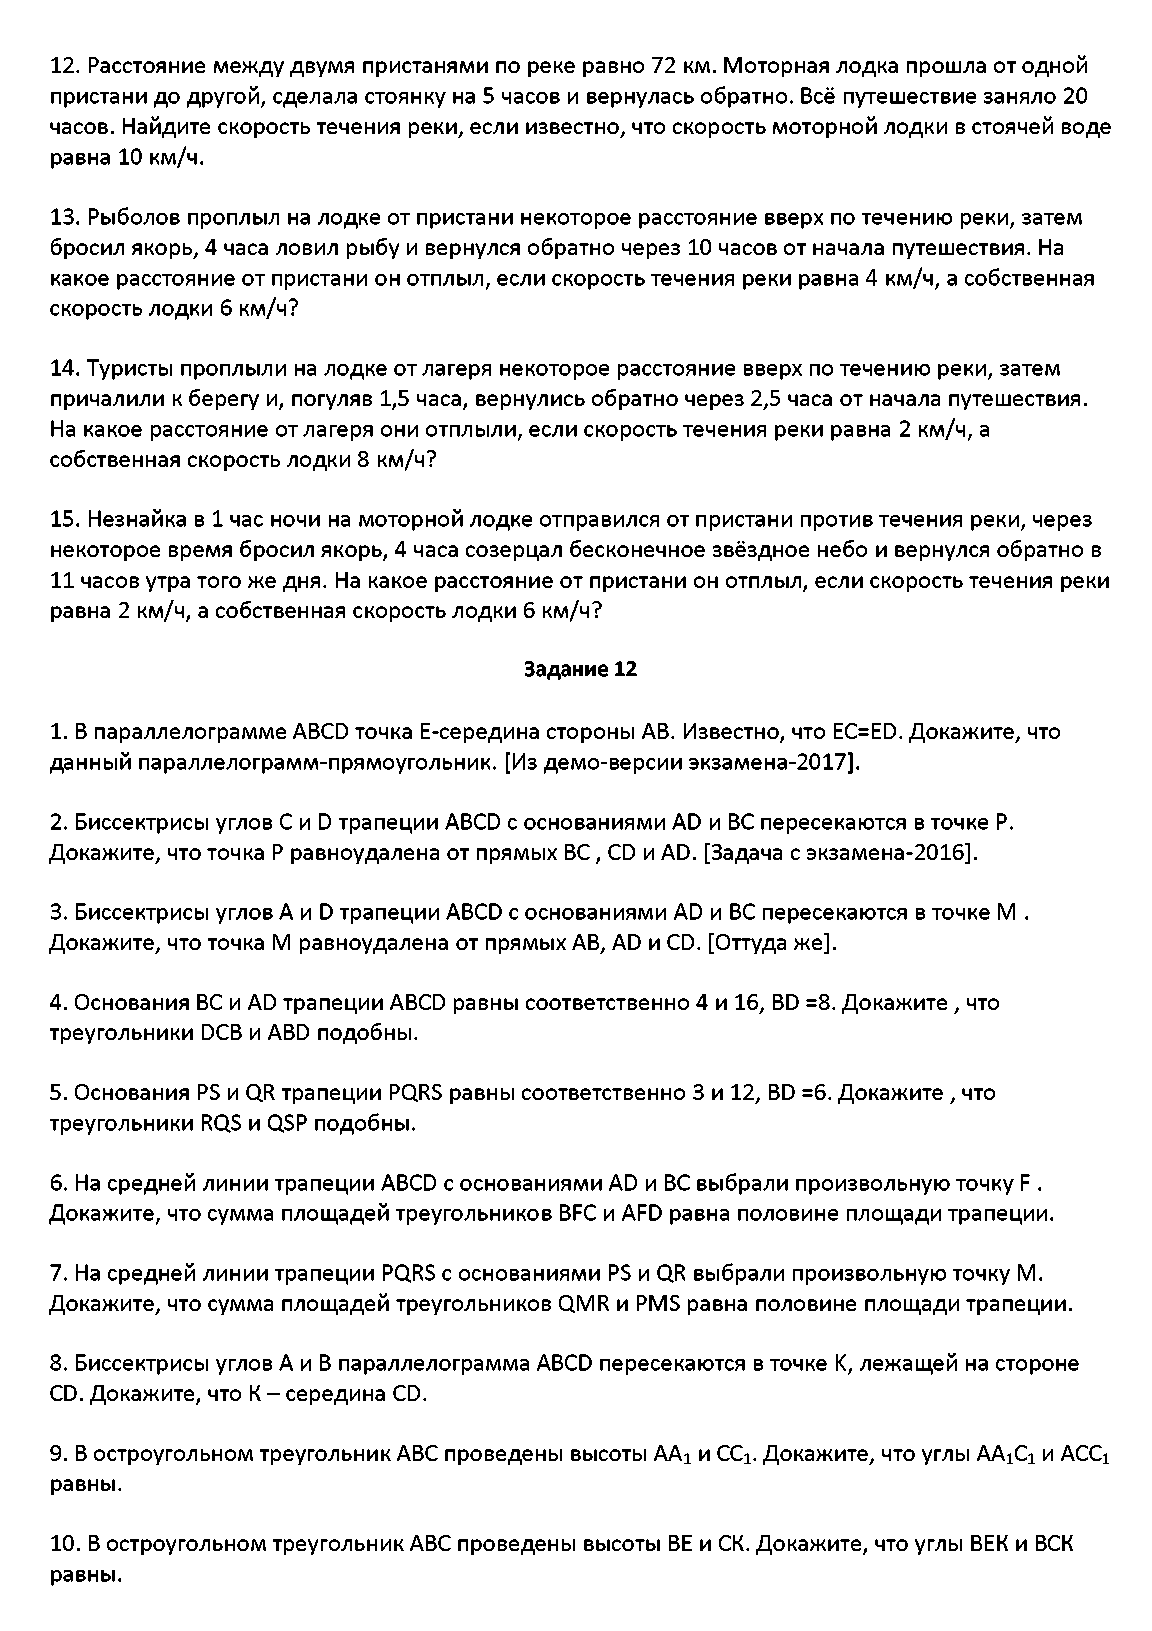 12. Расстояние между двумя пристанями по реке равно 72 км. Моторная лодка прошла от одной
пристани до другой, сделала стоянку на 5 часов и вернулась обратно. Всё путешествие заняло 20
часов. Найдите скорость течения реки, если известно, что скорость моторной лодки в стоячей воде
равна 10 км/ч.
13. Рыболов проплыл на лодке от пристани некоторое расстояние вверх по течению реки, затем
бросил якорь, 4 часа ловил рыбу и вернулся обратно через 10 часов от начала путешествия. На
какое расстояние от пристани он отплыл, если скорость течения реки равна 4 км/ч, а собственная
скорость лодки 6 км/ч?
14. Туристы проплыли на лодке от лагеря некоторое расстояние вверх по течению реки, затем
причалили к берегу и, погуляв 1,5 часа, вернулись обратно через 2,5 часа от начала путешествия.
На какое расстояние от лагеря они отплыли, если скорость течения реки равна 2 км/ч, а
собственная скорость лодки 8 км/ч?
15. Незнайка в 1 час ночи на моторной лодке отправился от пристани против течения реки, через
некоторое время бросил якорь, 4 часа созерцал бесконечное звёздное небо и вернулся обратно в
11 часов утра того же дня. На какое расстояние от пристани он отплыл, если скорость течения реки
равна 2 км/ч, а собственная скорость лодки 6 км/ч?
Задание 12
1. В параллелограмме ABCD точка Е-середина стороны АВ. Известно, что EC=ED. Докажите, что
данный параллелограмм-прямоугольник. [Из демо-версии экзамена-2017].
2. Биссектрисы углов C и D трапеции ABCD с основаниями AD и BC пересекаются в точке P.
Докажите, что точка P равноудалена от прямых BC , CD и AD. [Задача с экзамена-2016].
3. Биссектрисы углов A и D трапеции ABCD с основаниями AD и BC пересекаются в точке M .
Докажите, что точка M равноудалена от прямых AB, AD и CD. [Оттуда же].
4. Основания BC и AD трапеции ABCD равны соответственно 4 и 16, BD =8. Докажите , что
треугольники DCB и ABD подобны.
5. Основания PS и QR трапеции PQRS равны соответственно 3 и 12, BD =6. Докажите , что
треугольники RQS и QSP подобны.
6. На средней линии трапеции ABCD с основаниями AD и BC выбрали произвольную точку F .
Докажите, что сумма площадей треугольников BFC и AFD равна половине площади трапеции.
7. На средней линии трапеции PQRS с основаниями PS и QR выбрали произвольную точку M.
Докажите, что сумма площадей треугольников QMR и PMS равна половине площади трапеции.
8. Биссектрисы углов A и B параллелограмма ABCD пересекаются в точке K, лежащей на стороне
CD. Докажите, что К – середина CD.
9. В остроугольном треугольник ABC проведены высоты AA₁ и CC₁. Докажите, что углы AA₁C₁ и ACC₁
равны.
10. В остроугольном треугольник ABC проведены высоты BE и CK. Докажите, что углы BEK и BCK
равны.